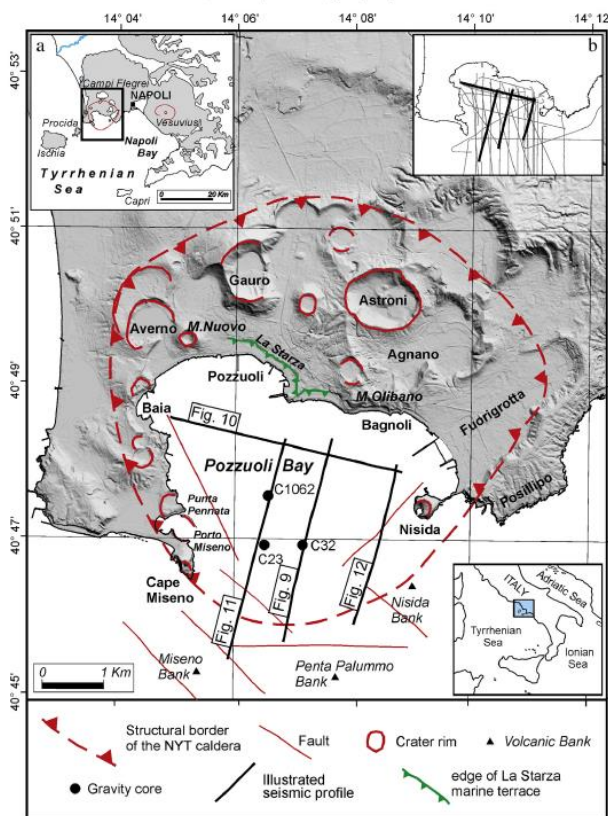 14° 04'
14° 06'
14° 08'
14° 10'
14° 12'
40° 53'
40° 51'
40° 49'
40° 47'
40° 45'
a
Campi Flegrei
NAPOLI
Procida
Vesuvius
Ischia
Napoli
Bay
Tyrrhenian
Sea
Capri
0 20 Km
b
Gauro
Astroni
Averno
M.Nuovo
La Starza
Agnano
Pozzuoli
M.Olibano
Fuorigrotta
Baia
Bagnoli
Fig. 10
Posillipo
Pozzuoli Bay
C1062
Punta
Pennata
Nisida
Porto
Miseno
C23
C32
Cape
Miseno
Fig. 11
Fig. 9
Fig. 12
Nisida
Bank
Miseno
Bank
Penta Palummo
Bank
0 1 Km
ITALY
Adriatic Sea
Tyrrhenian
Sea
Ionian
Sea
Structural border
of the NYT caldera
Fault
Crater rim
Volcanic Bank
Gravity core
Illustrated
seismic profile
edge of La Starza
marine terrace